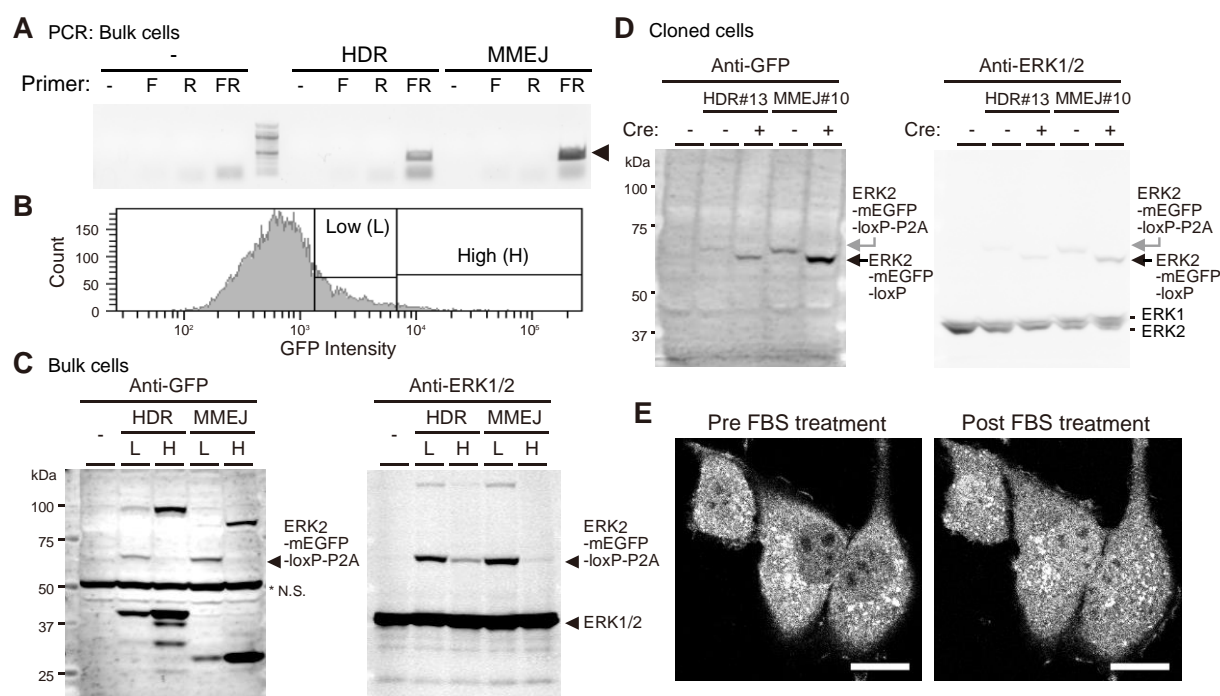 A PCR: Bulk cells
- HDR MMEJ
Primer: - F R FR - F R FR - F R FR
B
Low (L)
High (H)
Count
150
100
50
0
10² 10³ 10⁴ 10⁵
GFP Intensity
C Bulk cells
Anti-GFP
HDR MMEJ
- L H L H
kDa
100
75
50
37
25
ERK2
-mEGFP
-loxP-P2A
* N.S.
Anti-ERK1/2
HDR MMEJ
L H L H
ERK2
-mEGFP
-loxP-P2A
ERK1/2
D Cloned cells
Anti-GFP
HDR#13 MMEJ#10
Cre: - - + - +
kDa
100
75
50
37
ERK2
-mEGFP
-loxP-P2A
ERK2
-mEGFP
-loxP
Anti-ERK1/2
HDR#13 MMEJ#10
Cre: - - + - +
ERK2
-mEGFP
-loxP-P2A
ERK2
-mEGFP
-loxP
ERK1
ERK2
E Pre FBS treatment Post FBS treatment